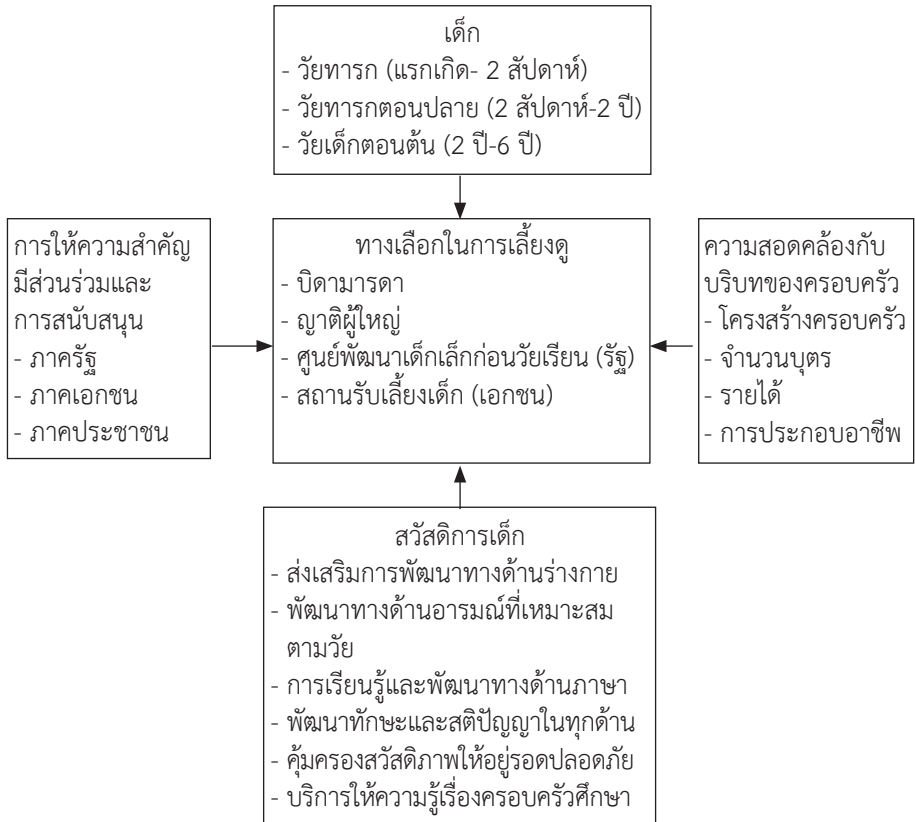 เด็ก
- วัยทารก (แรกเกิด- 2 สัปดาห์)
- วัยทารกตอนปลาย (2 สัปดาห์-2 ปี)
- วัยเด็กตอนต้น (2 ปี-6 ปี)
การให้ความสำคัญ
มีส่วนร่วมและ
การสนับสนุน
- ภาครัฐ
- ภาคเอกชน
- ภาคประชาชน
ทางเลือกในการเลี้ยงดู
- บิดามารดา
- ญาติผู้ใหญ่
- ศูนย์พัฒนาเด็กเล็กก่อนวัยเรียน (รัฐ)
- สถานรับเลี้ยงเด็ก (เอกชน)
ความสอดคล้องกับ
บริบทของครอบครัว
- โครงสร้างครอบครัว
- จำนวนบุตร
- รายได้
- การประกอบอาชีพ
สวัสดิการเด็ก
- ส่งเสริมการพัฒนาทางด้านร่างกาย
- พัฒนาทางด้านอารมณ์ที่เหมาะสม
ตามวัย
- การเรียนรู้และพัฒนาทางด้านภาษา
- พัฒนาทักษะและสติปัญญาในทุกด้าน
- คุ้มครองสวัสดิภาพให้อยู่รอดปลอดภัย
- บริการให้ความรู้เรื่องครอบครัวศึกษา